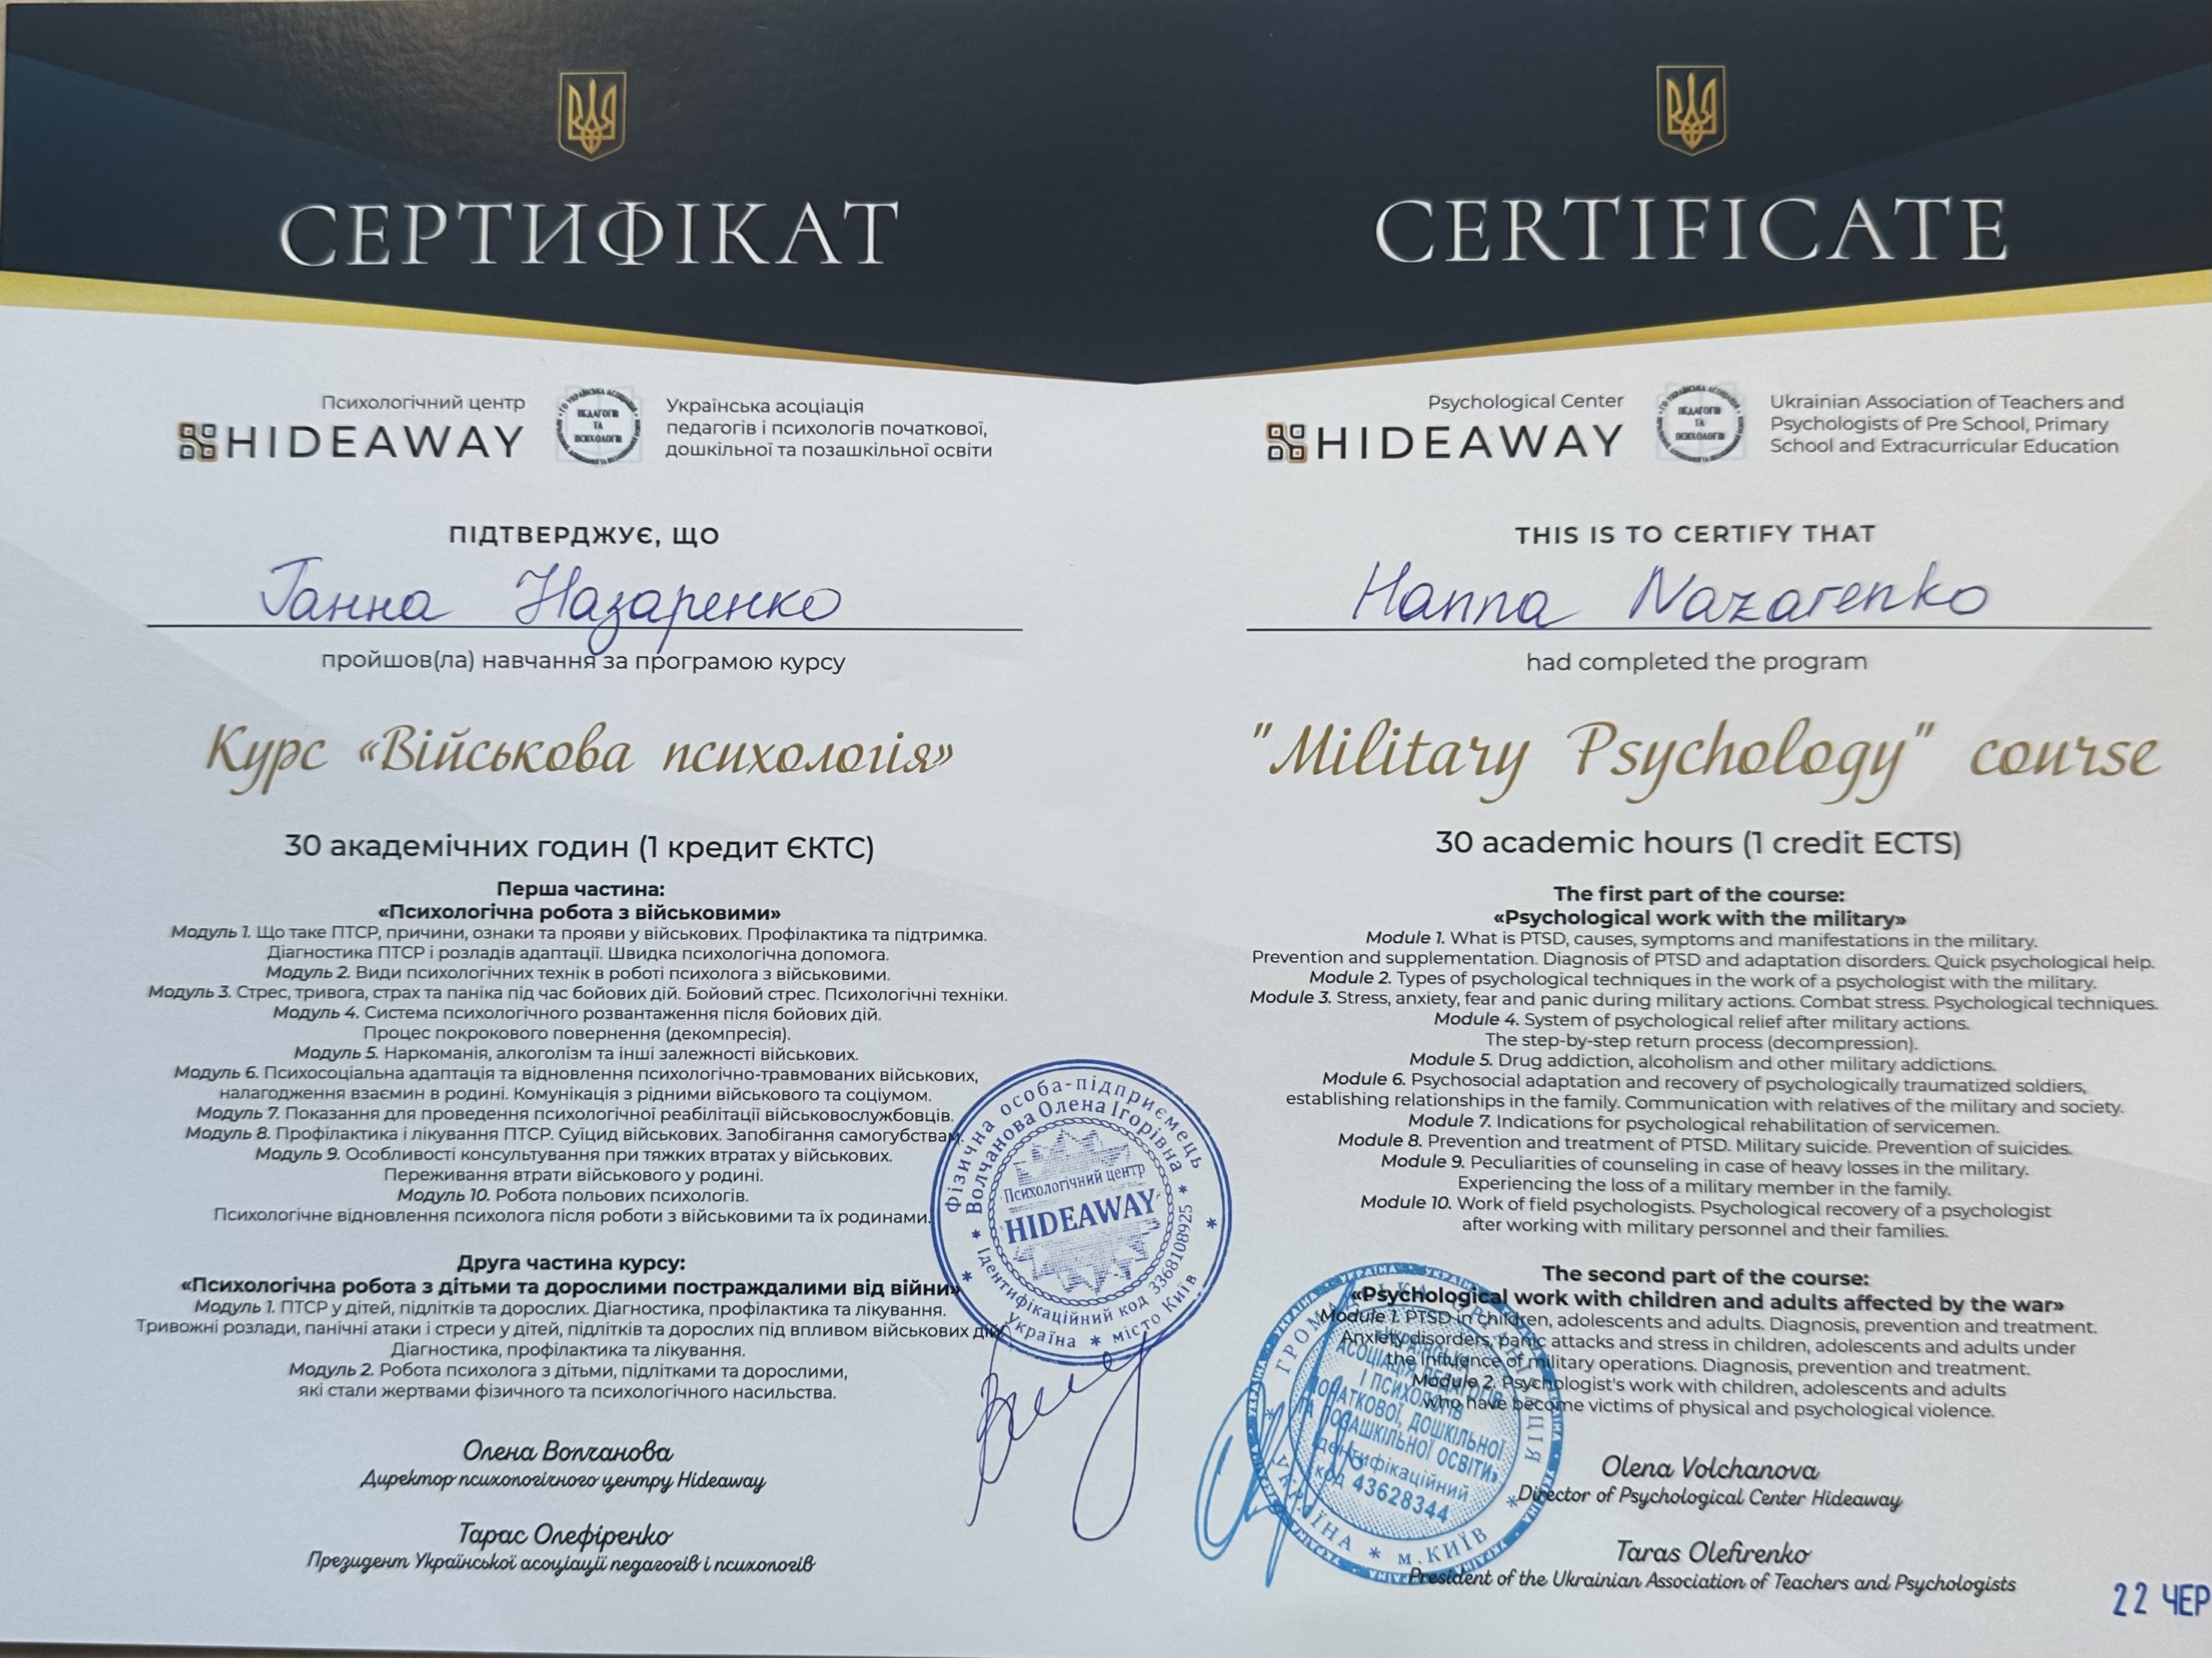 СЕРТИФІКАТ
Психологічний центр
HIDEAWAY
ПЕДАГОГІВ
ТА
ПСИХОЛОГІВ
Українська асоціація
педагогів і психологів початкової,
дошкільної та позашкільної освіти
ПІДТВЕРДЖУЄ, ЩО
Ганна Назаренко
пройшов(ла) навчання за програмою курсу
Курс «Військова психологія»
30 академічних годин (1 кредит ЄКТС)
Перша частина:
«Психологічна робота з військовими»
Модуль 1. Що таке ПТСР, причини, ознаки та прояви у військових. Профілактика та підтримка.
Діагностика ПТСР і розладів адаптації. Швидка психологічна допомога.
Модуль 2. Види психологічних технік в роботі психолога з військовими.
Модуль 3. Стрес, тривога, страх та паніка під час бойових дій. Бойовий стрес. Психологічні техніки.
Модуль 4. Система психологічного розвантаження після бойових дій.
Процес покрокового повернення (декомпресія).
Модуль 5. Наркоманія, алкоголізм та інші залежності військових.
Модуль 6. Психосоціальна адаптація та відновлення психологічно-травмованих військових,
налагодження взаємин в родині. Комунікація з рідними військового та соціумом.
Модуль 7. Показання для проведення психологічної реабілітації військовослужбовців.
Модуль 8. Профілактика і лікування ПТСР. Суїцид військових. Запобігання самогубствам.
Модуль 9. Особливості консультування при тяжких втратах у військових.
Переживання втрати військового у родині.
Модуль 10. Робота польових психологів.
Психологічне відновлення психолога після роботи з військовими та їх родинами.
Друга частина курсу:
«Психологічна робота з дітьми та дорослими постраждалими від війни»
Модуль 1. ПТСР у дітей, підлітків та дорослих. Діагностика, профілактика та лікування.
Тривожні розлади, панічні атаки і стреси у дітей, підлітків та дорослих під впливом військових дій
Діагностика, профілактика та лікування.
Модуль 2. Робота психолога з дітьми, підлітками та дорослими,
які стали жертвами фізичного та психологічного насильства.
Олена Волчанова
Директор психологічного центру Hideaway
Тарас Олефіренко
Президент Української асоціації педагогів і психологів
Фізична особа-підприємець
Волчанова Олена Ігорівна
Психологічний центр
HIDEAWAY
Ідентифікаційний код 3368108925
Україна * місто Київ
CERTIFICATE
Psychological Center
HIDEAWAY
ПЕДАГОГІВ
ТА
ПСИХОЛОГІВ
Ukrainian Association of Teachers and
Psychologists of Pre School, Primary
School and Extracurricular Education
THIS IS TO CERTIFY THAT
Hanna Nazarenko
had completed the program
"Military Psychology" course
30 academic hours (1 credit ECTS)
The first part of the course:
«Psychological work with the military»
Module 1. What is PTSD, causes, symptoms and manifestations in the military.
Prevention and supplementation. Diagnosis of PTSD and adaptation disorders. Quick psychological help.
Module 2. Types of psychological techniques in the work of a psychologist with the military.
Module 3. Stress, anxiety, fear and panic during military actions. Combat stress. Psychological techniques.
Module 4. System of psychological relief after military actions.
The step-by-step return process (decompression).
Module 5. Drug addiction, alcoholism and other military addictions.
Module 6. Psychosocial adaptation and recovery of psychologically traumatized soldiers,
establishing relationships in the family. Communication with relatives of the military and society.
Module 7. Indications for psychological rehabilitation of servicemen.
Module 8. Prevention and treatment of PTSD. Military suicide. Prevention of suicides.
Module 9. Peculiarities of counseling in case of heavy losses in the military.
Experiencing the loss of a military member in the family.
Module 10. Work of field psychologists. Psychological recovery of a psychologist
after working with military personnel and their families.
The second part of the course:
«Psychological work with children and adults affected by the war»
Module 1. PTSD in children, adolescents and adults. Diagnosis, prevention and treatment.
Anxiety disorders, panic attacks and stress in children, adolescents and adults under
the influence of military operations. Diagnosis, prevention and treatment.
Module 2. Psychologist's work with children, adolescents and adults
who have become victims of physical and psychological violence.
Olena Volchanova
Director of Psychological Center Hideaway
Taras Olefirenko
President of the Ukrainian Association of Teachers and Psychologists
АСОЦІАЦІЯ ПЕДАГОГІВ
І ПСИХОЛОГІВ
ПОЧАТКОВОЇ, ДОШКІЛЬНОЇ
ТА ПОЗАШКІЛЬНОЇ ОСВІТИ»
Ідентифікаційний
код 43628344
УКРАЇНА * м.КИЇВ
22 ЧЕР